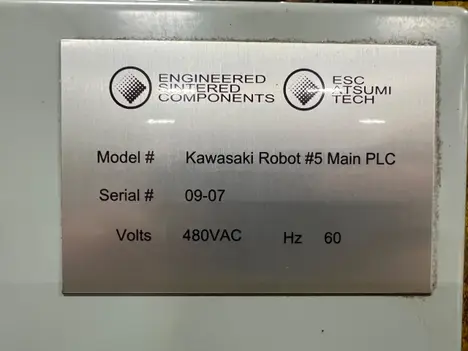 ENGINEERED
SINTERED
COMPONENTS
ESC
ATSUMI
TECH
Model # Kawasaki Robot #5 Main PLC
Serial # 09-07
Volts 480VAC Hz 60